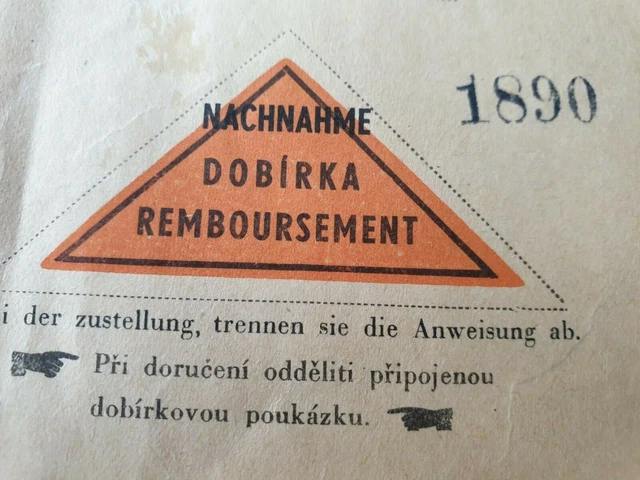 1890
NACHNAHME
DOBÍRKA
REMBOURSEMENT
i der zustellung, trennen sie die Anweisung ab.
Při doručení odděliti připojenou
dobírkovou poukázku.